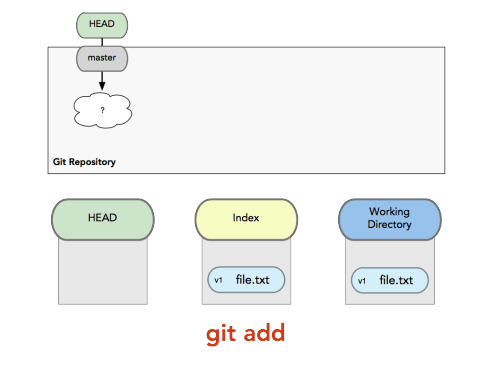 HEAD
master
?
Git Repository
HEAD
Index
Working
Directory
v1 file.txt
v1 file.txt
git add